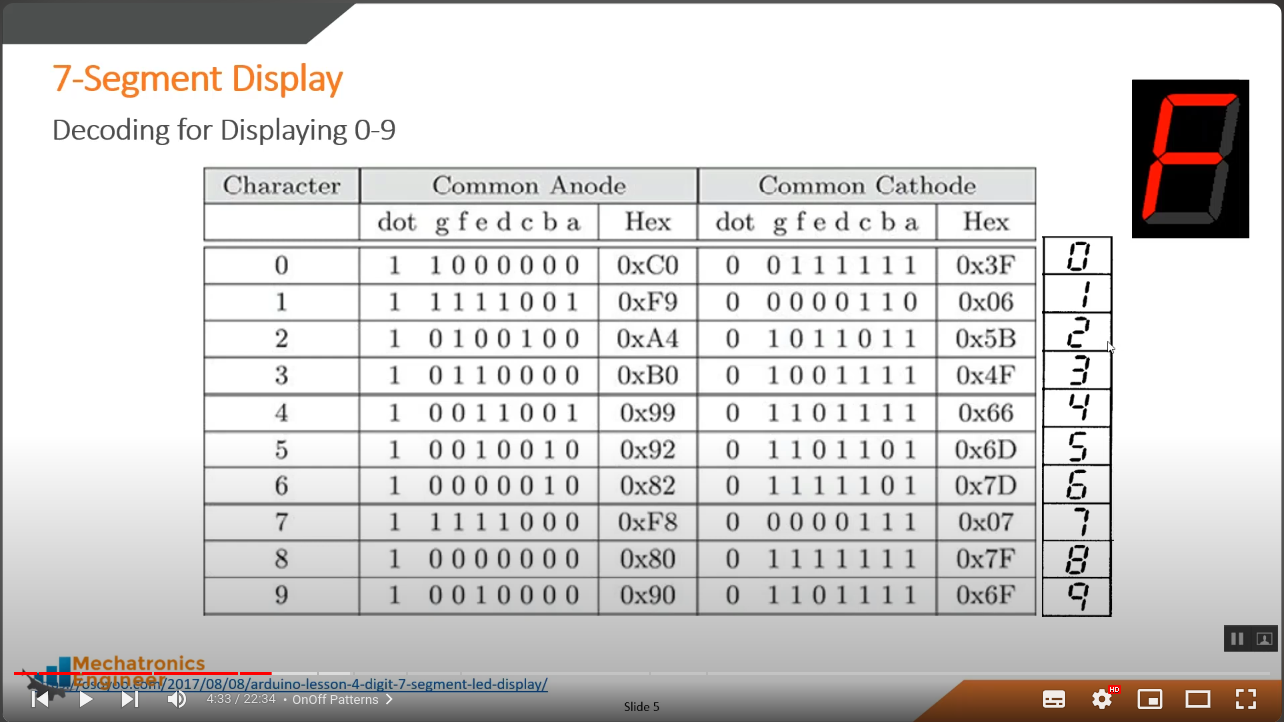 7-Segment Display
Decoding for Displaying 0-9
Character Common Anode Common Cathode
dot g f e d c b a Hex dot g f e d c b a Hex
0 1 1 0 0 0 0 0 0 0xC0 0 0 1 1 1 1 1 1 0x3F 0
1 1 1 1 1 1 0 0 1 0xF9 0 0 0 0 0 1 1 0 0x06 1
2 1 0 1 0 0 1 0 0 0xA4 0 1 0 1 1 0 1 1 0x5B 2
3 1 0 1 1 0 0 0 0 0xB0 0 1 0 0 1 1 1 1 0x4F 3
4 1 0 0 1 1 0 0 1 0x99 0 1 1 0 1 1 1 1 0x66 4
5 1 0 0 1 0 0 1 0 0x92 0 1 1 0 1 1 0 1 0x6D 5
6 1 0 0 0 0 0 1 0 0x82 0 1 1 1 1 1 0 1 0x7D 6
7 1 1 1 1 1 0 0 0 0xF8 0 0 0 0 0 1 1 1 0x07 7
8 1 0 0 0 0 0 0 0 0x80 0 1 1 1 1 1 1 1 0x7F 8
9 1 0 0 1 0 0 0 0 0x90 0 1 1 0 1 1 1 1 0x6F 9
F
Mechatronics
Engineer
osoyoo.com/2017/08/08/arduino-lesson-4-digit-7-segment-led-display/
4:33 / 22:34 • OnOff Patterns
Slide 5
HD